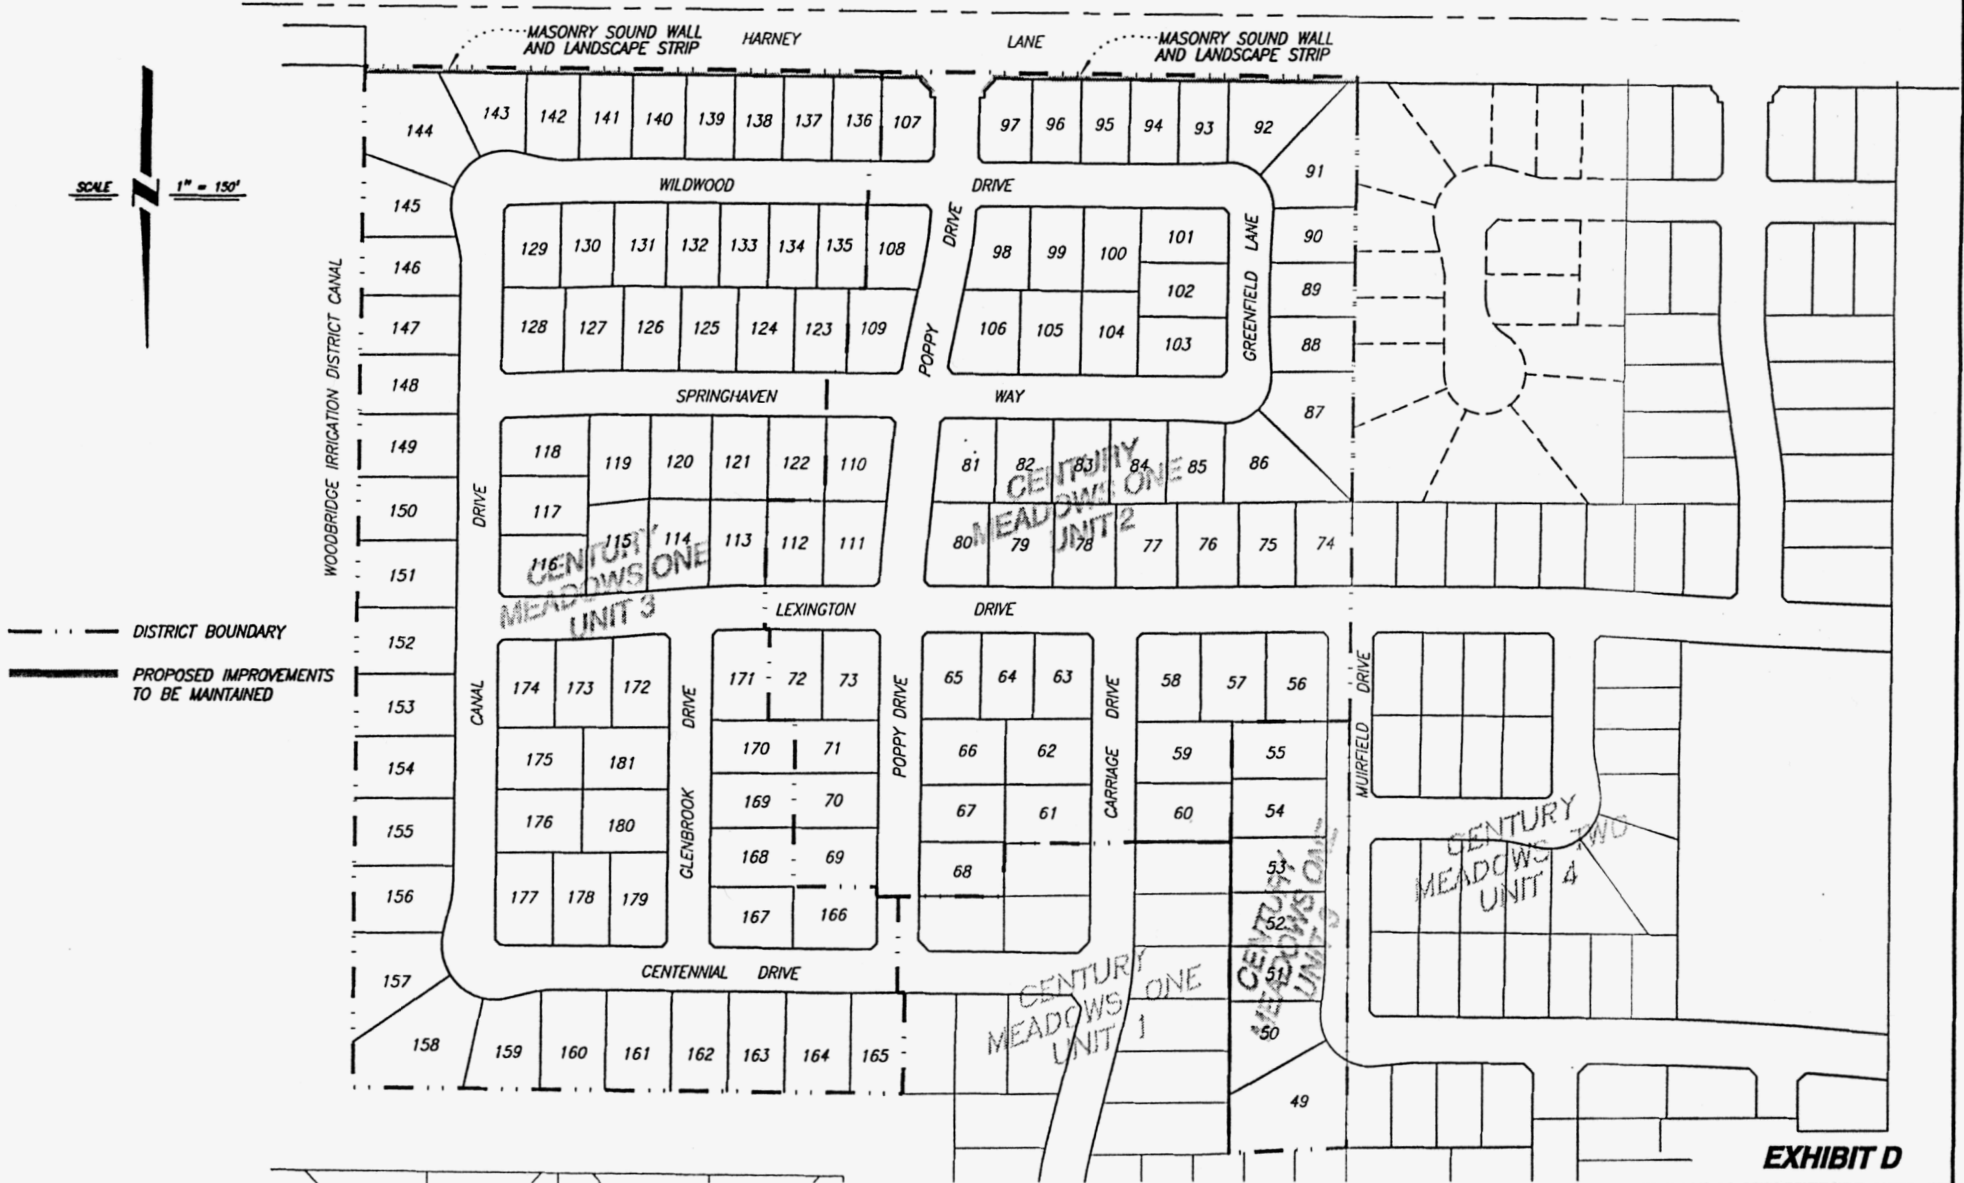 MASONRY SOUND WALL
AND LANDSCAPE STRIP
HARNEY LANE
MASONRY SOUND WALL
AND LANDSCAPE STRIP
144 143 142 141 140 139 138 137 136 107 97 96 95 94 93 92
SCALE N 1" = 150'
91
WILDWOOD DRIVE
145
129 130 131 132 133 134 135 108
POPPY DRIVE
98 99 100 101
GREENFIELD LANE
90
146
102 89
WOODBRIDGE IRRIGATION DISTRICT CANAL
147
128 127 126 125 124 123 109
106 105 104 103 88
148
SPRINGHAVEN WAY
87
149
118 119 120 121 122 110
81 82 83 84 85 86
CENTURY
MEADOWS ONE
UNIT 2
150
117
116 115 114 113 112 111
80 79 78 77 76 75 74
CENTURY
MEADOWS ONE
UNIT 3
151
LEXINGTON DRIVE
DISTRICT BOUNDARY
PROPOSED IMPROVEMENTS
TO BE MAINTAINED
152
CANAL DRIVE
174 173 172
GLENBROOK DRIVE
171 72 73
POPPY DRIVE
65 64 63
CARRIAGE DRIVE
58 57 56
MUIRFIELD DRIVE
153
154
175 181 170 71 66 62 59 55
155
176 180 169 70 67 61 60 54
168 69 68 53
CENTURY
MEADOWS TWO
UNIT 4
156
177 178 179 167 166 52
CENTURY
MEADOWS ONE
157
CENTENNIAL DRIVE
51
CENTURY
MEADOWS ONE
UNIT 1
158 159 160 161 162 163 164 165 50
49
EXHIBIT D